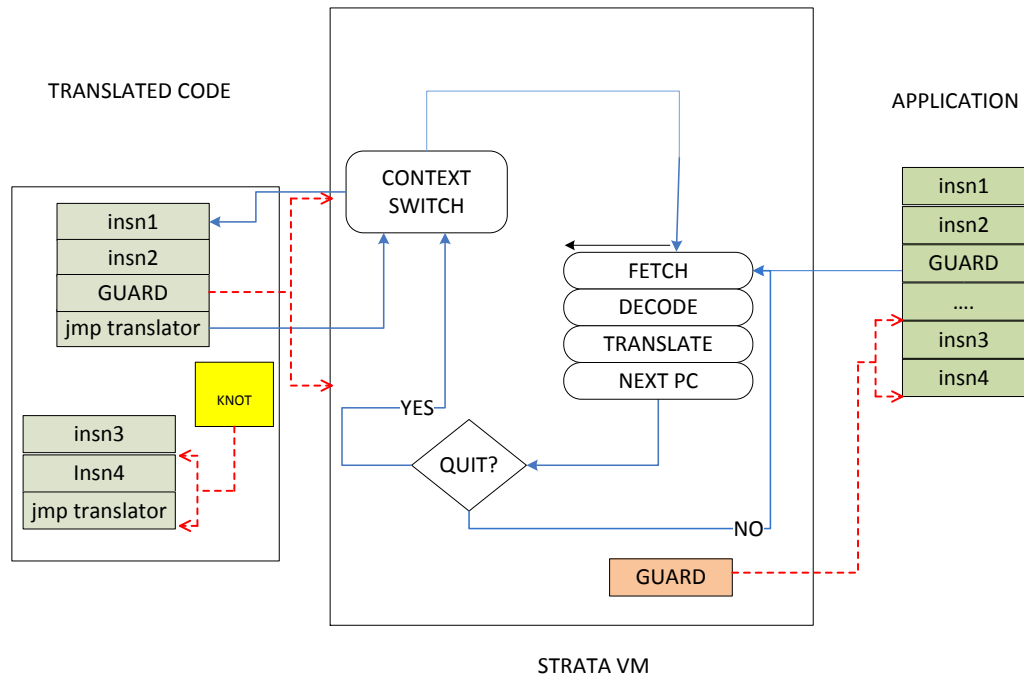 TRANSLATED CODE
APPLICATION
CONTEXT
SWITCH
insn1
insn2
GUARD
jmp translator
KNOT
insn3
Insn4
jmp translator
FETCH
DECODE
TRANSLATE
NEXT PC
YES
QUIT?
NO
GUARD
insn1
insn2
GUARD
....
insn3
insn4
STRATA VM